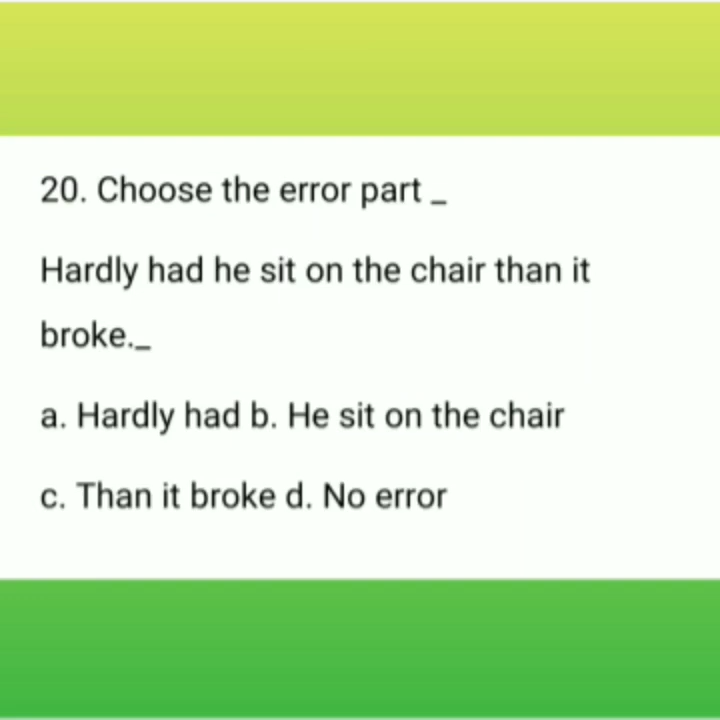 20. Choose the error part _
Hardly had he sit on the chair than it
broke._
a. Hardly had b. He sit on the chair
c. Than it broke d. No error